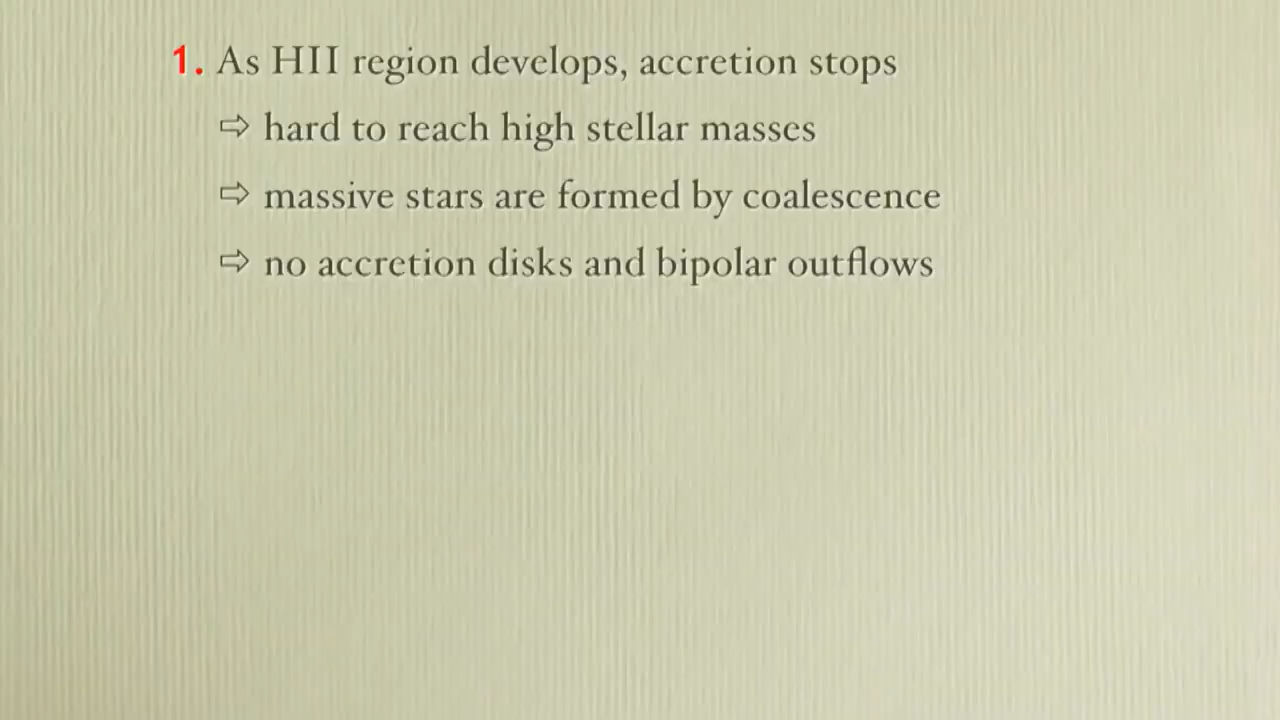 1. As HII region develops, accretion stops
⇨ hard to reach high stellar masses
⇨ massive stars are formed by coalescence
⇨ no accretion disks and bipolar outflows